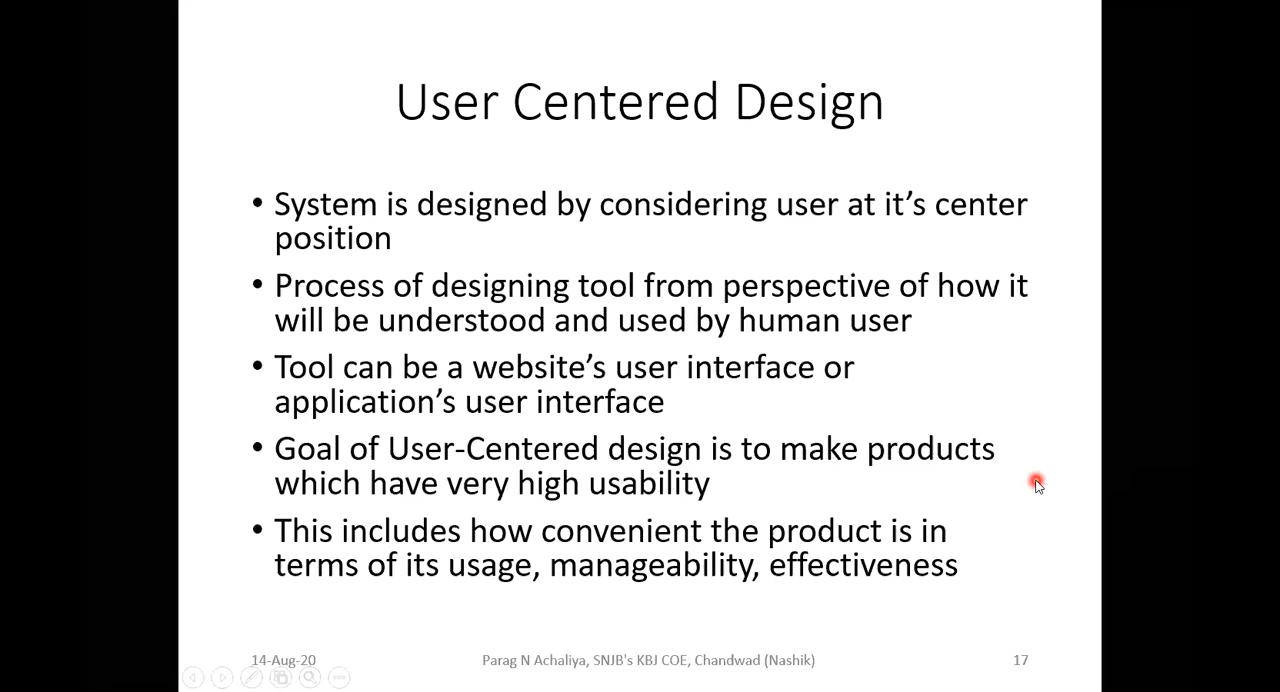 User Centered Design
• System is designed by considering user at it’s center
position
• Process of designing tool from perspective of how it
will be understood and used by human user
• Tool can be a website’s user interface or
application’s user interface
• Goal of User-Centered design is to make products
which have very high usability
• This includes how convenient the product is in
terms of its usage, manageability, effectiveness
14-Aug-20
Parag N Achaliya, SNJB's KBJ COE, Chandwad (Nashik)
17